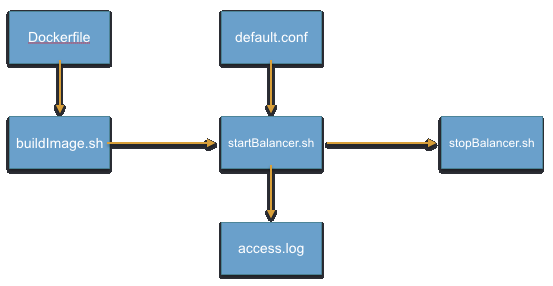 Dockerfile
default.conf
buildImage.sh
startBalancer.sh
stopBalancer.sh
access.log